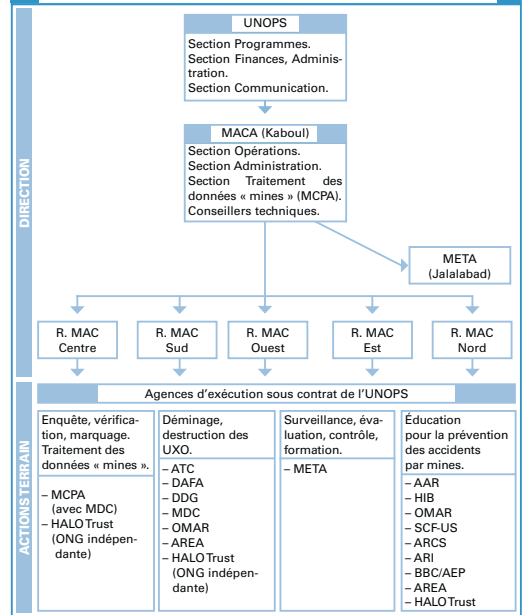 UNOPS
Section Programmes.
Section Finances, Adminis-
tration.
Section Communication.
MACA (Kaboul)
Section Opérations.
Section Administration.
Section Traitement des
données « mines » (MCPA).
Conseillers techniques.
DIRECTION
META
(Jalalabad)
R. MAC
Centre
R. MAC
Sud
R. MAC
Ouest
R. MAC
Est
R. MAC
Nord
Agences d'exécution sous contrat de l'UNOPS
ACTIONS TERRAIN
Enquête, vérifica-
tion, marquage.
Traitement des
données « mines ».
– MCPA
(avec MDC)
– HALO Trust
(ONG indépen-
dante)
Déminage,
destruction des
UXO.
– ATC
– DAFA
– DDG
– MDC
– OMAR
– AREA
– HALO Trust
(ONG indépen-
dante)
Surveillance, éva-
luation, contrôle,
formation.
– META
Éducation
pour la prévention
des accidents
par mines.
– AAR
– HIB
– OMAR
– SCF-US
– ARCS
– ARI
– BBC/AEP
– AREA
– HALO Trust